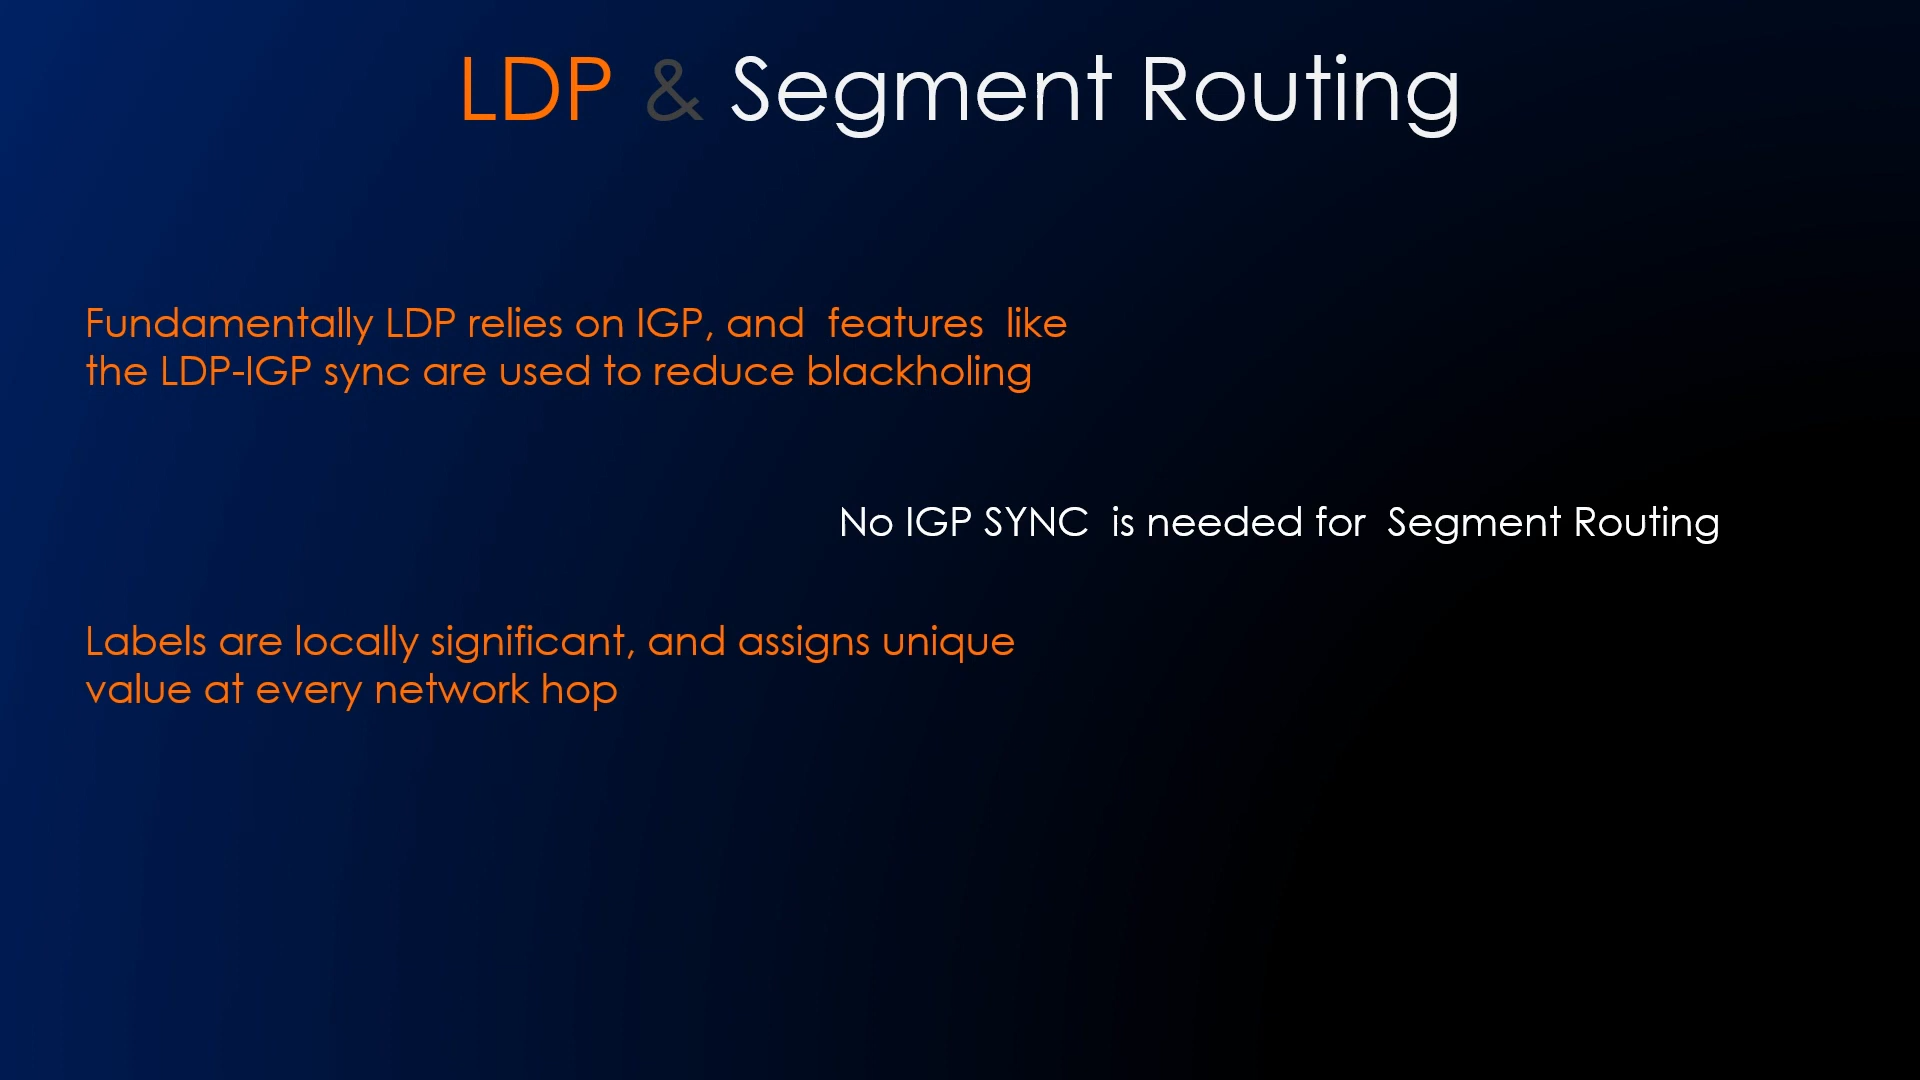 LDP & Segment Routing
Fundamentally LDP relies on IGP, and features like
the LDP-IGP sync are used to reduce blackholing
No IGP SYNC is needed for Segment Routing
Labels are locally significant, and assigns unique
value at every network hop